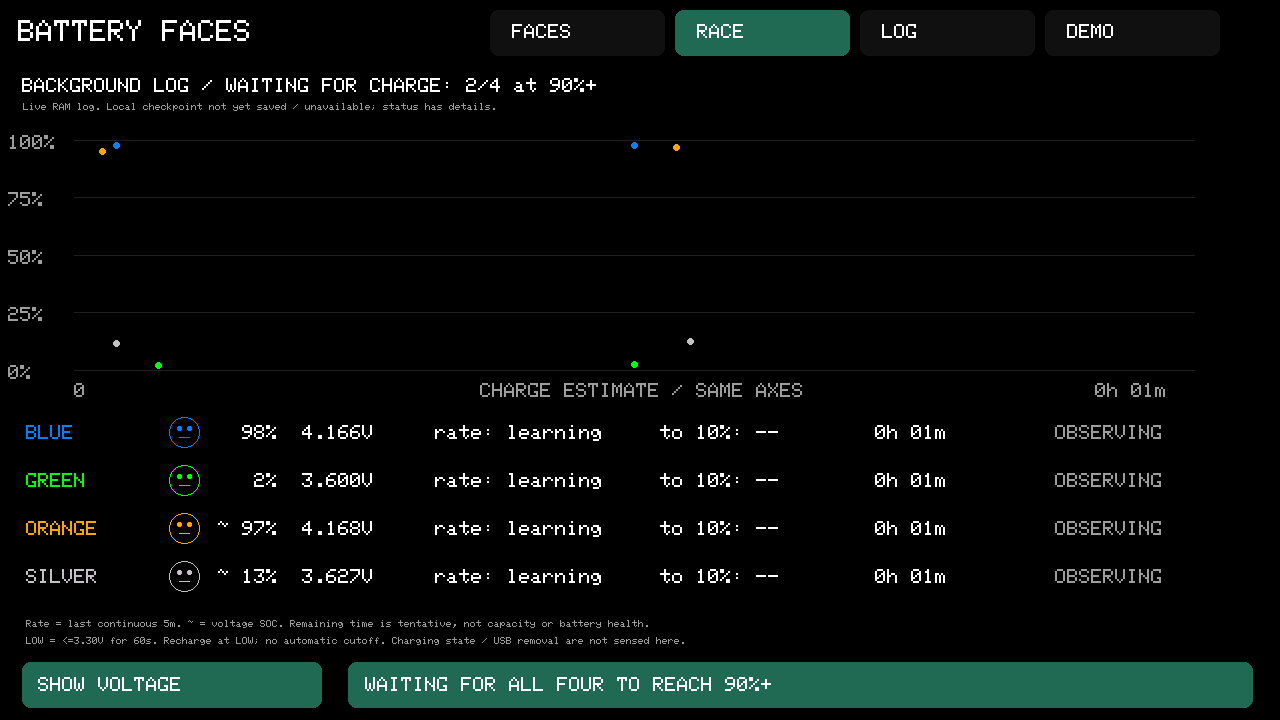 BATTERY FACES
FACES
RACE
LOG
DEMO
BACKGROUND LOG / WAITING FOR CHARGE: 2/4 at 90%+
Live RAM log. Local checkpoint not yet saved / unavailable; status has details.
100%
75%
50%
25%
0%
0 CHARGE ESTIMATE / SAME AXES 0h 01m
BLUE 98% 4.166V rate: learning to 10%: -- 0h 01m OBSERVING
GREEN 2% 3.600V rate: learning to 10%: -- 0h 01m OBSERVING
ORANGE ~ 97% 4.168V rate: learning to 10%: -- 0h 01m OBSERVING
SILVER ~ 13% 3.627V rate: learning to 10%: -- 0h 01m OBSERVING
Rate = last continuous 5m. ~ = voltage SOC. Remaining time is tentative, not capacity or battery health.
LOW = <=3.30V for 60s. Recharge at LOW; no automatic cutoff. Charging state / USB removal are not sensed here.
SHOW VOLTAGE
WAITING FOR ALL FOUR TO REACH 90%+